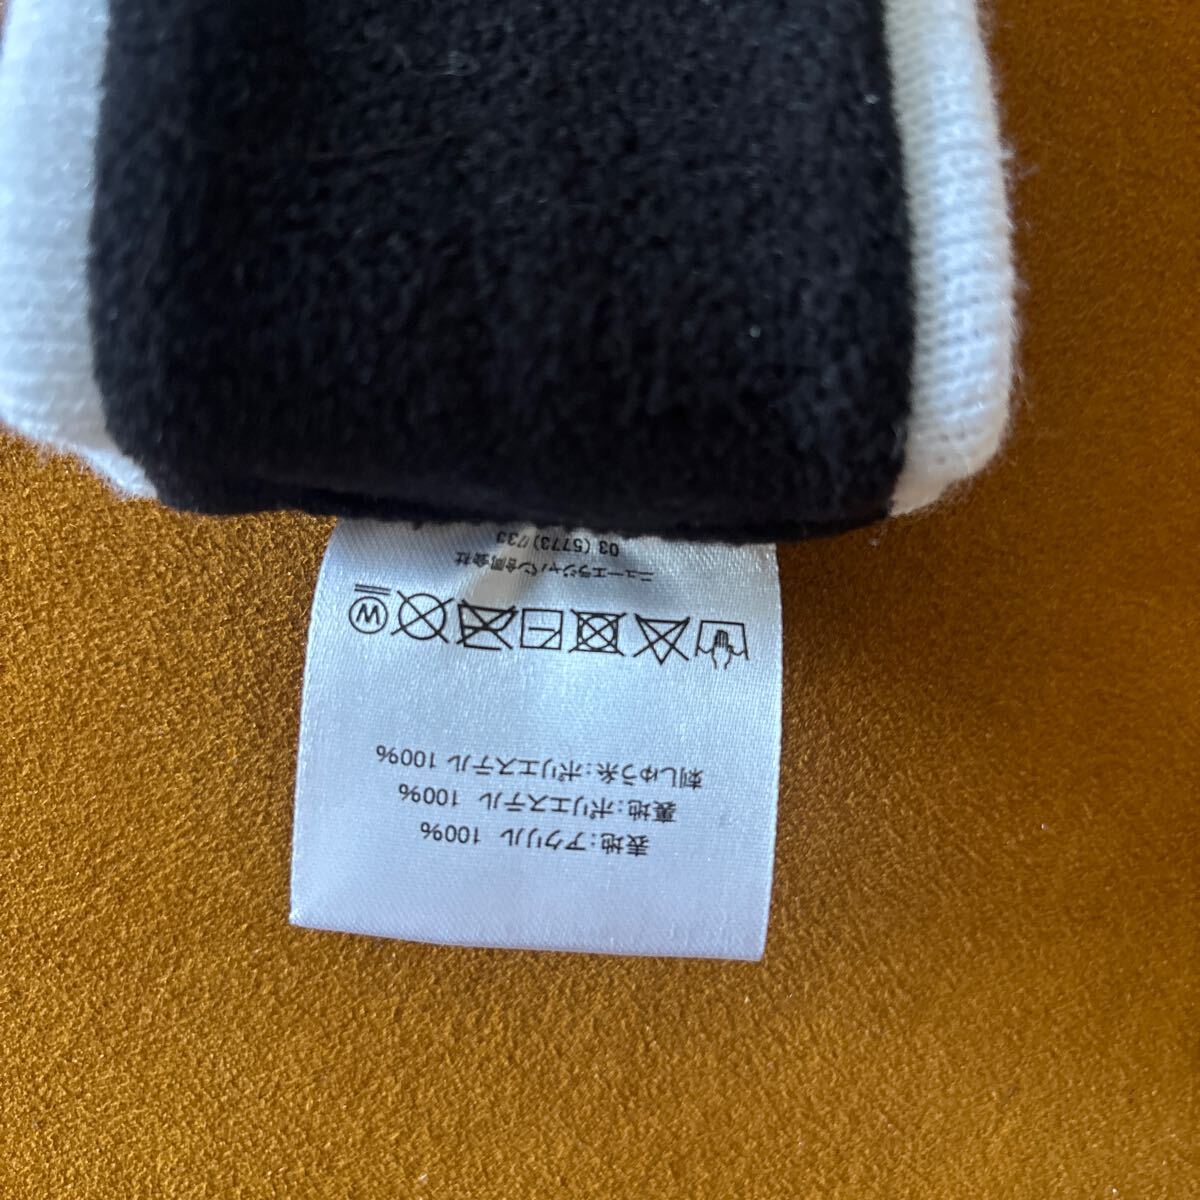 表地:アクリル 100%
裏地:ポリエステル 100%
刺しゅう糸:ポリエステル 100%
W
ニューエラジャパン合同会社
03 (5773)